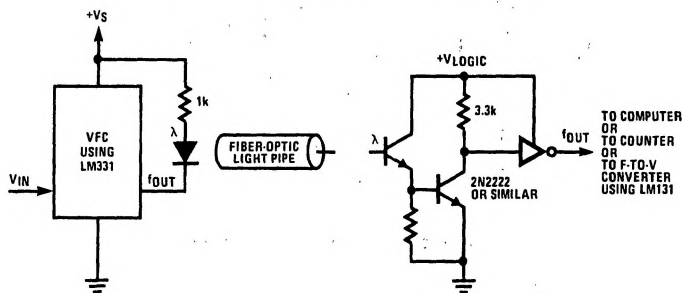 +VS
1k
λ
VFC
USING
LM331
VIN
fOUT
FIBER-OPTIC
LIGHT PIPE
+VLOGIC
3.3k
λ
2N2222
OR SIMILAR
fOUT
TO COMPUTER
OR
TO COUNTER
OR
TO F-TO-V
CONVERTER
USING LM131